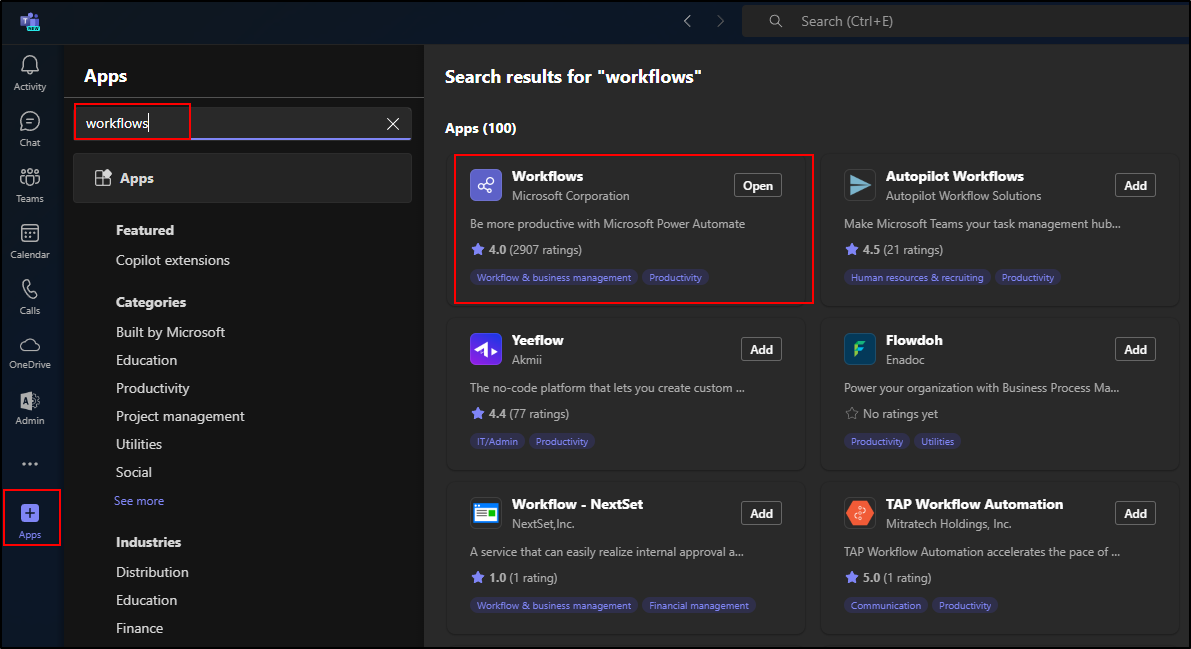 NEW
Search (Ctrl+E)
Activity
Chat
Teams
Calendar
Calls
OneDrive
Admin
Apps
Apps
workflows
Apps
Featured
Copilot extensions
Categories
Built by Microsoft
Education
Productivity
Project management
Utilities
Social
See more
Industries
Distribution
Education
Finance
Search results for "workflows"
Apps (100)
Workflows
Microsoft Corporation
Open
Be more productive with Microsoft Power Automate
4.0 (2907 ratings)
Workflow & business management Productivity
Autopilot Workflows
Autopilot Workflow Solutions
Add
Make Microsoft Teams your task management hub...
4.5 (21 ratings)
Human resources & recruiting Productivity
Yeeflow
Akmii
Add
The no-code platform that lets you create custom ...
4.4 (77 ratings)
IT/Admin Productivity
Flowdoh
Enadoc
Add
Power your organization with Business Process Ma...
No ratings yet
Productivity Utilities
Workflow - NextSet
NextSet,Inc.
Add
A service that can easily realize internal approval a...
1.0 (1 rating)
Workflow & business management Financial management
TAP Workflow Automation
Mitratech Holdings, Inc.
Add
TAP Workflow Automation accelerates the pace of ...
5.0 (1 rating)
Communication Productivity